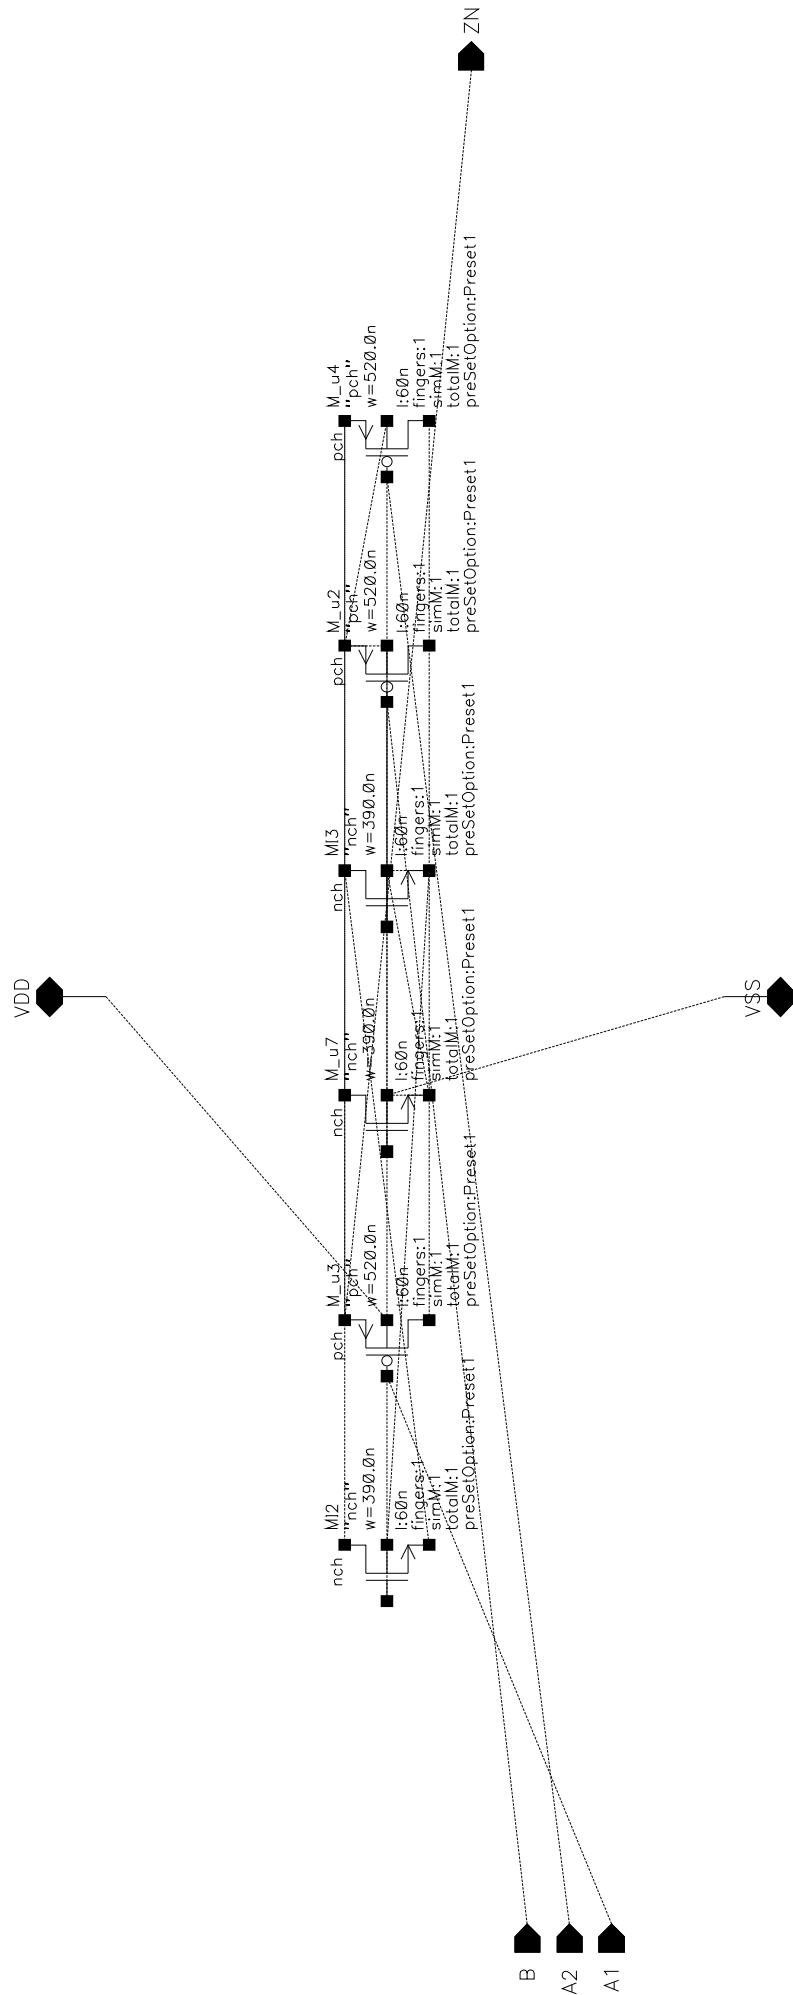 ZN
pch
M_u4
"pch"
w=520.0n
l:60n
fingers:1
simM:1
totalM:1
preSetOption:Preset1
pch
M_u2
"pch"
w=520.0n
l:60n
fingers:1
simM:1
totalM:1
preSetOption:Preset1
nch
MI3
"nch"
w=390.0n
l:60n
fingers:1
simM:1
totalM:1
preSetOption:Preset1
VDD
VSS
nch
M_u7
"nch"
w=390.0n
l:60n
fingers:1
simM:1
totalM:1
preSetOption:Preset1
pch
M_u3
"pch"
w=520.0n
l:60n
fingers:1
simM:1
totalM:1
preSetOption:Preset1
nch
MI2
"nch"
w=390.0n
l:60n
fingers:1
simM:1
totalM:1
preSetOption:Preset1
B
A2
A1